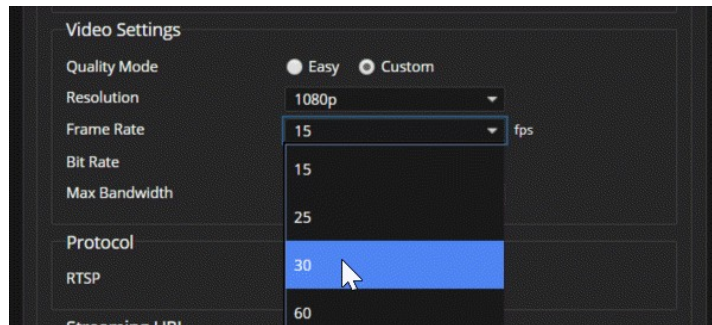 Video Settings
Quality Mode Easy Custom
Resolution 1080p
Frame Rate 15 fps
Bit Rate 15
Max Bandwidth
25
Protocol
RTSP 30
60